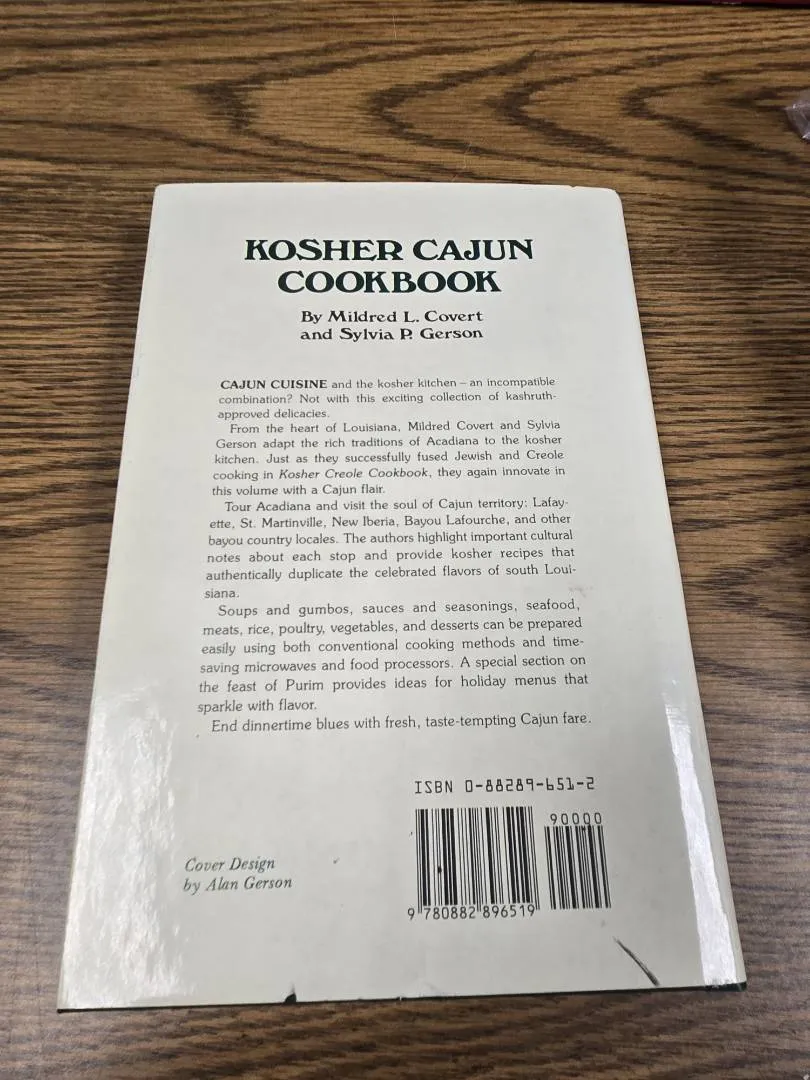 KOSHER CAJUN
COOKBOOK
By Mildred L. Covert
and Sylvia P. Gerson
CAJUN CUISINE and the kosher kitchen – an incompatible
combination? Not with this exciting collection of kashruth-
approved delicacies.
From the heart of Louisiana, Mildred Covert and Sylvia
Gerson adapt the rich traditions of Acadiana to the kosher
kitchen. Just as they successfully fused Jewish and Creole
cooking in Kosher Creole Cookbook, they again innovate in
this volume with a Cajun flair.
Tour Acadiana and visit the soul of Cajun territory: Lafay-
ette, St. Martinville, New Iberia, Bayou Lafourche, and other
bayou country locales. The authors highlight important cultural
notes about each stop and provide kosher recipes that
authentically duplicate the celebrated flavors of south Loui-
siana.
Soups and gumbos, sauces and seasonings, seafood,
meats, rice, poultry, vegetables, and desserts can be prepared
easily using both conventional cooking methods and time-
saving microwaves and food processors. A special section on
the feast of Purim provides ideas for holiday menus that
sparkle with flavor.
End dinnertime blues with fresh, taste-tempting Cajun fare.
ISBN 0-88289-651-2
90000
9 780882 896519
Cover Design
by Alan Gerson